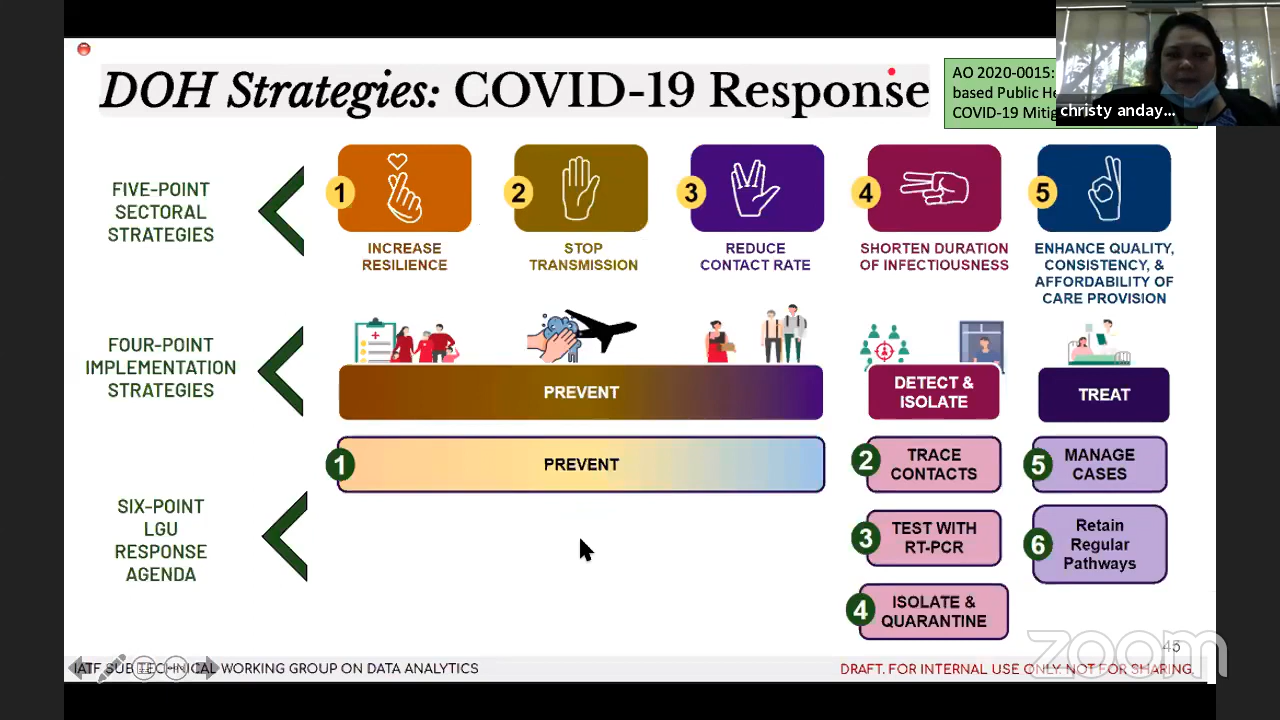 DOH Strategies: COVID-19 Response
AO 2020-0015:
based Public He
COVID-19 Mitig
christy anday...
FIVE-POINT
SECTORAL
STRATEGIES
1
2
3
4
5
INCREASE
RESILIENCE
STOP
TRANSMISSION
REDUCE
CONTACT RATE
SHORTEN DURATION
OF INFECTIOUSNESS
ENHANCE QUALITY,
CONSISTENCY, &
AFFORDABILITY OF
CARE PROVISION
FOUR-POINT
IMPLEMENTATION
STRATEGIES
PREVENT
DETECT &
ISOLATE
TREAT
SIX-POINT
LGU
RESPONSE
AGENDA
1
PREVENT
2
TRACE
CONTACTS
3
TEST WITH
RT-PCR
4
ISOLATE &
QUARANTINE
5
MANAGE
CASES
6
Retain
Regular
Pathways
zoom
45
IATF SUB TECHNICAL WORKING GROUP ON DATA ANALYTICS
DRAFT. FOR INTERNAL USE ONLY. NOT FOR SHARING.